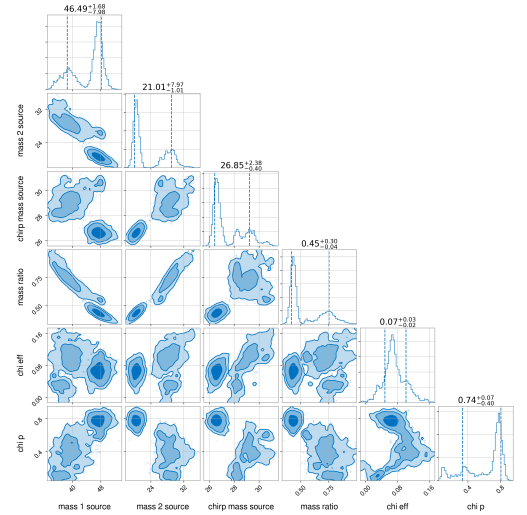 46.49+1.68−7.98
21.01+7.97−1.01
mass 2 source
32
24
26.85+2.38−0.40
chirp mass source
30
28
26
0.45+0.30−0.04
mass ratio
0.75
0.50
0.07+0.03−0.02
chi eff
0.16
0.08
0.00
0.74+0.07−0.40
chi p
0.8
0.4
40 48 24 32 28 30 0.50 0.75 0.00 0.08 0.16 0.4 0.8
mass 1 source mass 2 source chirp mass source mass ratio chi eff chi p